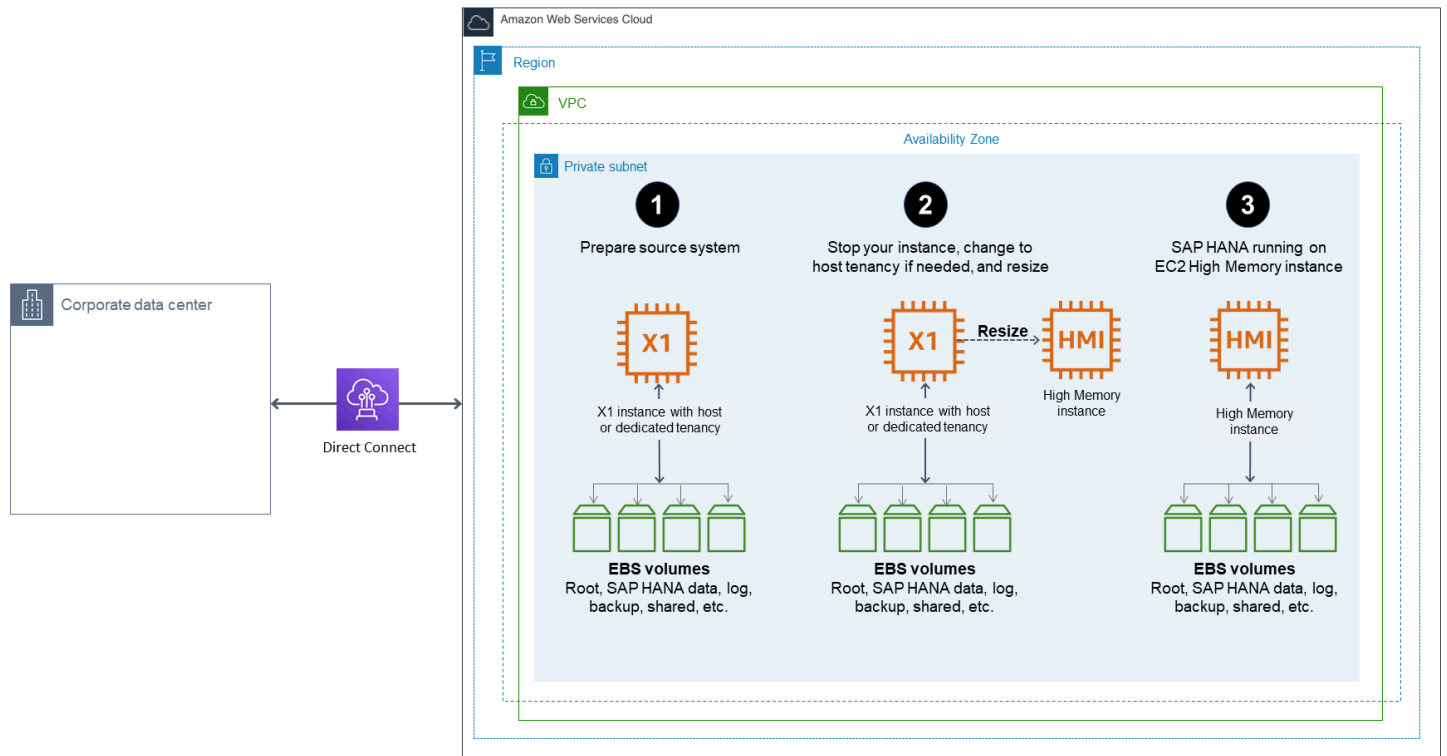 Amazon Web Services Cloud
Region
VPC
Availability Zone
Private subnet
1
Prepare source system
X1
X1 instance with host
or dedicated tenancy
EBS volumes
Root, SAP HANA data, log,
backup, shared, etc.
2
Stop your instance, change to
host tenancy if needed, and resize
X1
Resize
HMI
High Memory
instance
X1 instance with host
or dedicated tenancy
EBS volumes
Root, SAP HANA data, log,
backup, shared, etc.
3
SAP HANA running on
EC2 High Memory instance
HMI
High Memory
instance
EBS volumes
Root, SAP HANA data, log,
backup, shared, etc.
Corporate data center
Direct Connect